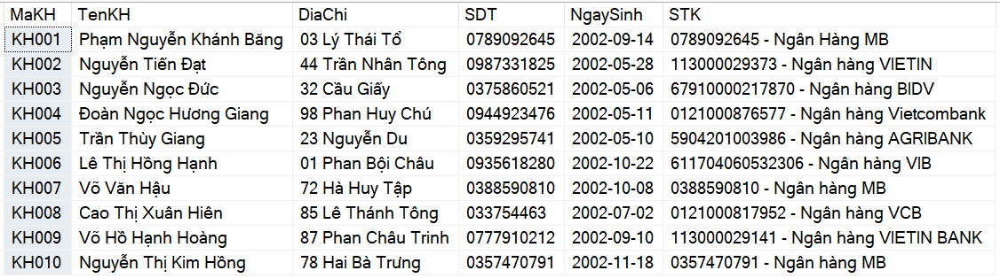 MaKH TenKH DiaChi SDT NgaySinh STK
KH001 Phạm Nguyễn Khánh Băng 03 Lý Thái Tổ 0789092645 2002-09-14 0789092645 - Ngân Hàng MB
KH002 Nguyễn Tiến Đạt 44 Trần Nhân Tông 0987331825 2002-05-28 113000029373 - Ngân hàng VIETIN
KH003 Nguyễn Ngọc Đức 32 Cầu Giấy 0375860521 2002-05-06 67910000217870 - Ngân hàng BIDV
KH004 Đoàn Ngọc Hương Giang 98 Phan Huy Chú 0944923476 2002-05-11 0121000876577 - Ngân hàng Vietcombank
KH005 Trần Thùy Giang 23 Nguyễn Du 0359295741 2002-05-10 5904201003986 - Ngân hàng AGRIBANK
KH006 Lê Thị Hồng Hạnh 01 Phan Bội Châu 0935618280 2002-10-22 611704060532306 - Ngân hàng VIB
KH007 Võ Văn Hậu 72 Hà Huy Tập 0388590810 2002-10-08 0388590810 - Ngân hàng MB
KH008 Cao Thị Xuân Hiên 85 Lê Thánh Tông 033754463 2002-07-02 0121000817952 - Ngân hàng VCB
KH009 Võ Hồ Hạnh Hoàng 87 Phan Châu Trinh 0777910212 2002-09-10 113000029141 - Ngân hàng VIETIN BANK
KH010 Nguyễn Thị Kim Hồng 78 Hai Bà Trưng 0357470791 2002-11-18 0357470791 - Ngân hàng MB